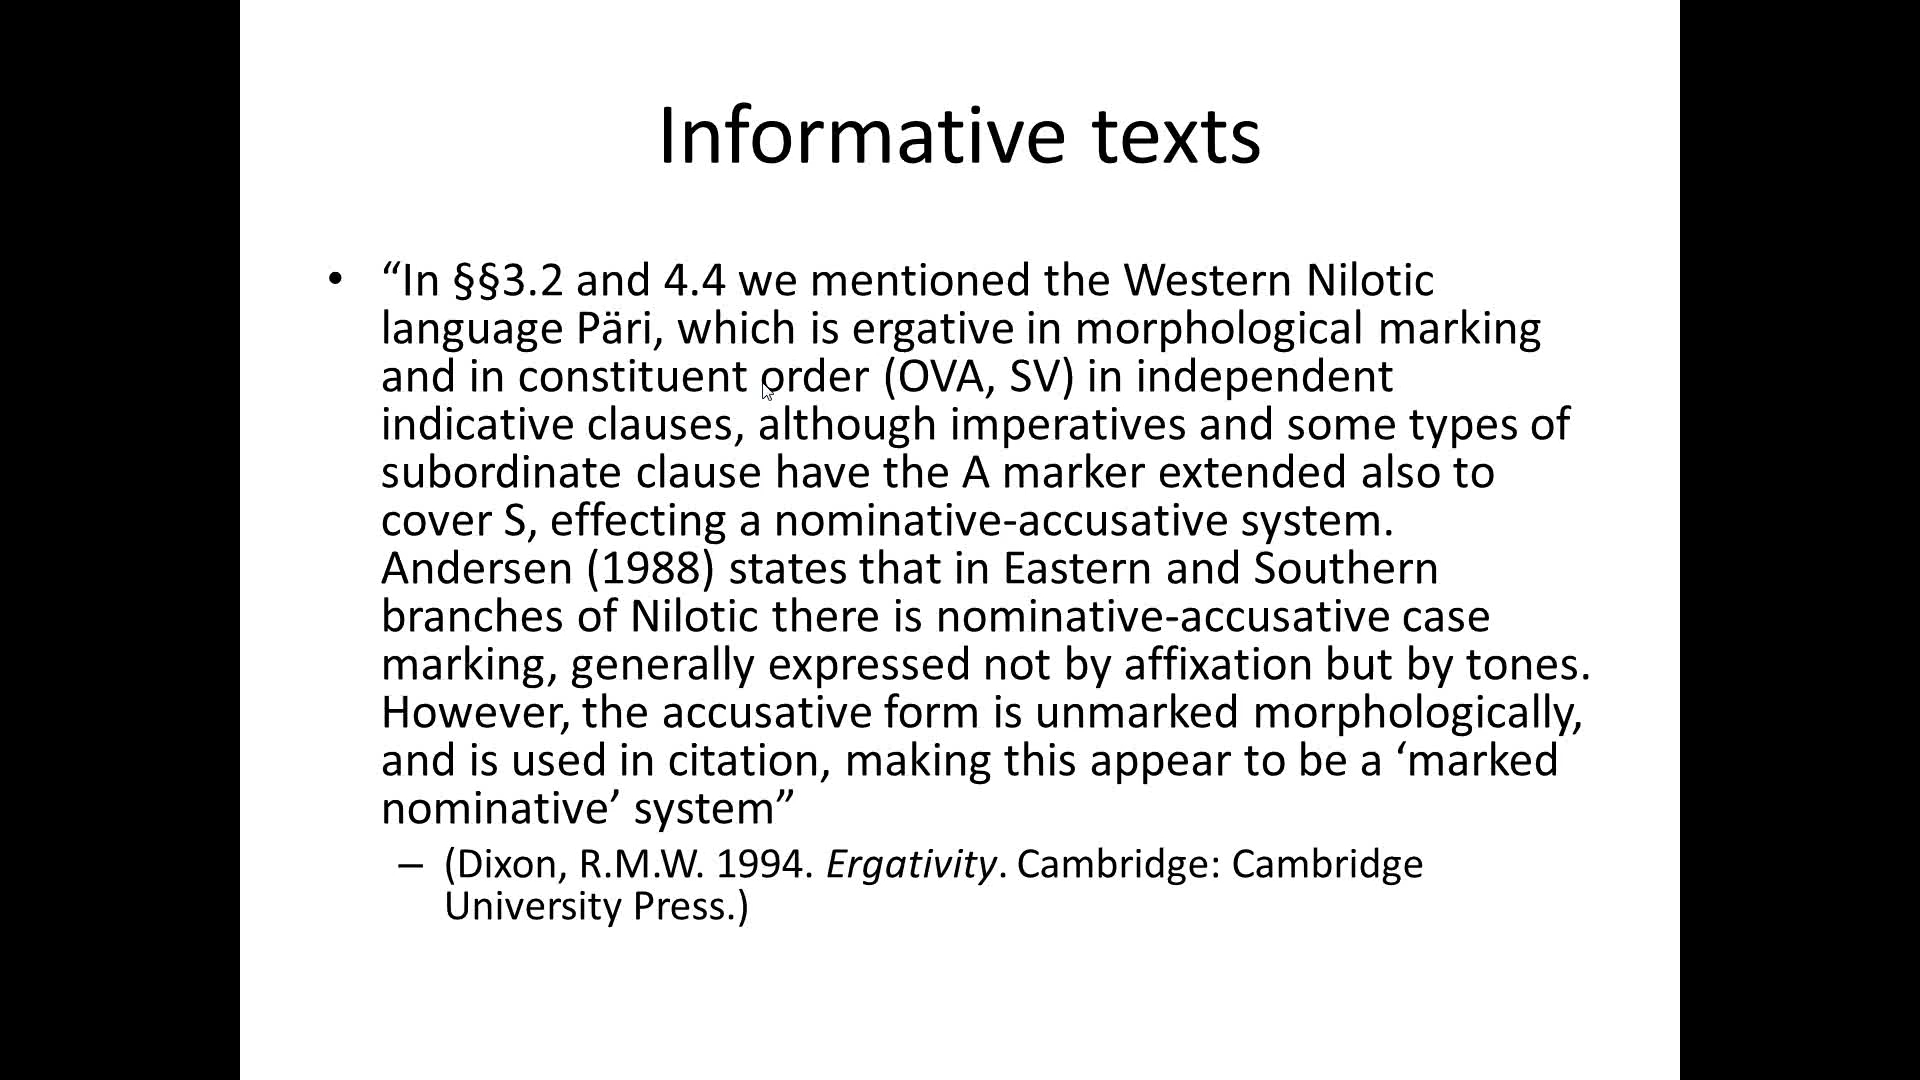 Informative texts
• “In §§3.2 and 4.4 we mentioned the Western Nilotic
language Päri, which is ergative in morphological marking
and in constituent order (OVA, SV) in independent
indicative clauses, although imperatives and some types of
subordinate clause have the A marker extended also to
cover S, effecting a nominative-accusative system.
Andersen (1988) states that in Eastern and Southern
branches of Nilotic there is nominative-accusative case
marking, generally expressed not by affixation but by tones.
However, the accusative form is unmarked morphologically,
and is used in citation, making this appear to be a ‘marked
nominative’ system”
– (Dixon, R.M.W. 1994. Ergativity. Cambridge: Cambridge
University Press.)